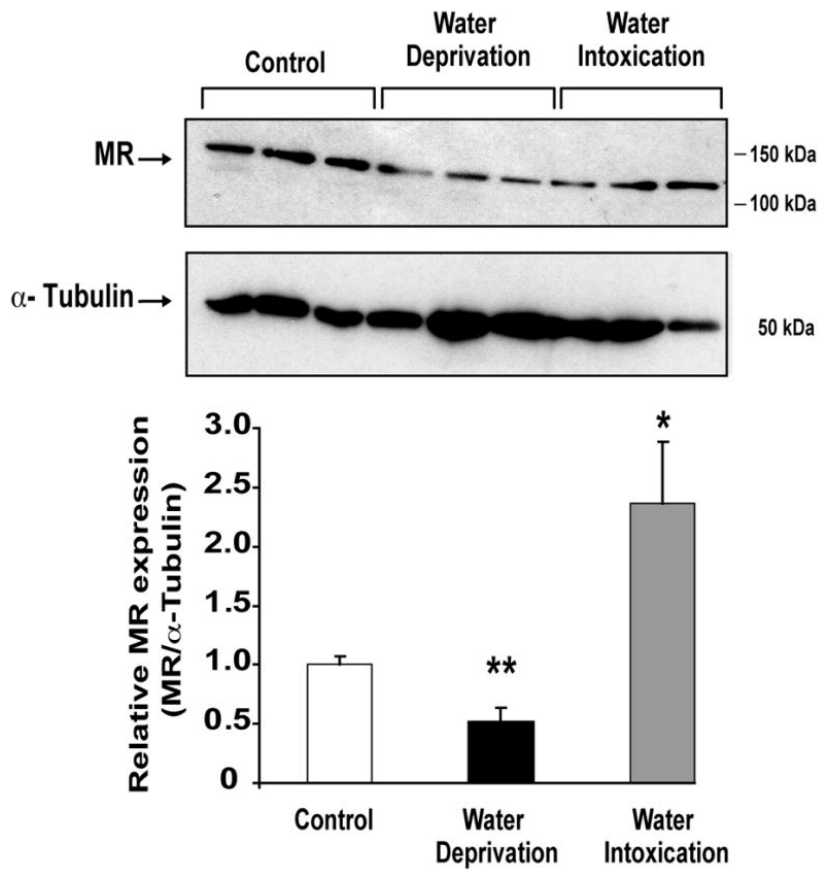 Control
Water
Deprivation
Water
Intoxication
MR
150 kDa
100 kDa
α- Tubulin
50 kDa
Relative MR expression
(MR/α-Tubulin)
3.0
2.5
2.0
1.5
1.0
0.5
0
**
*
Control
Water
Deprivation
Water
Intoxication